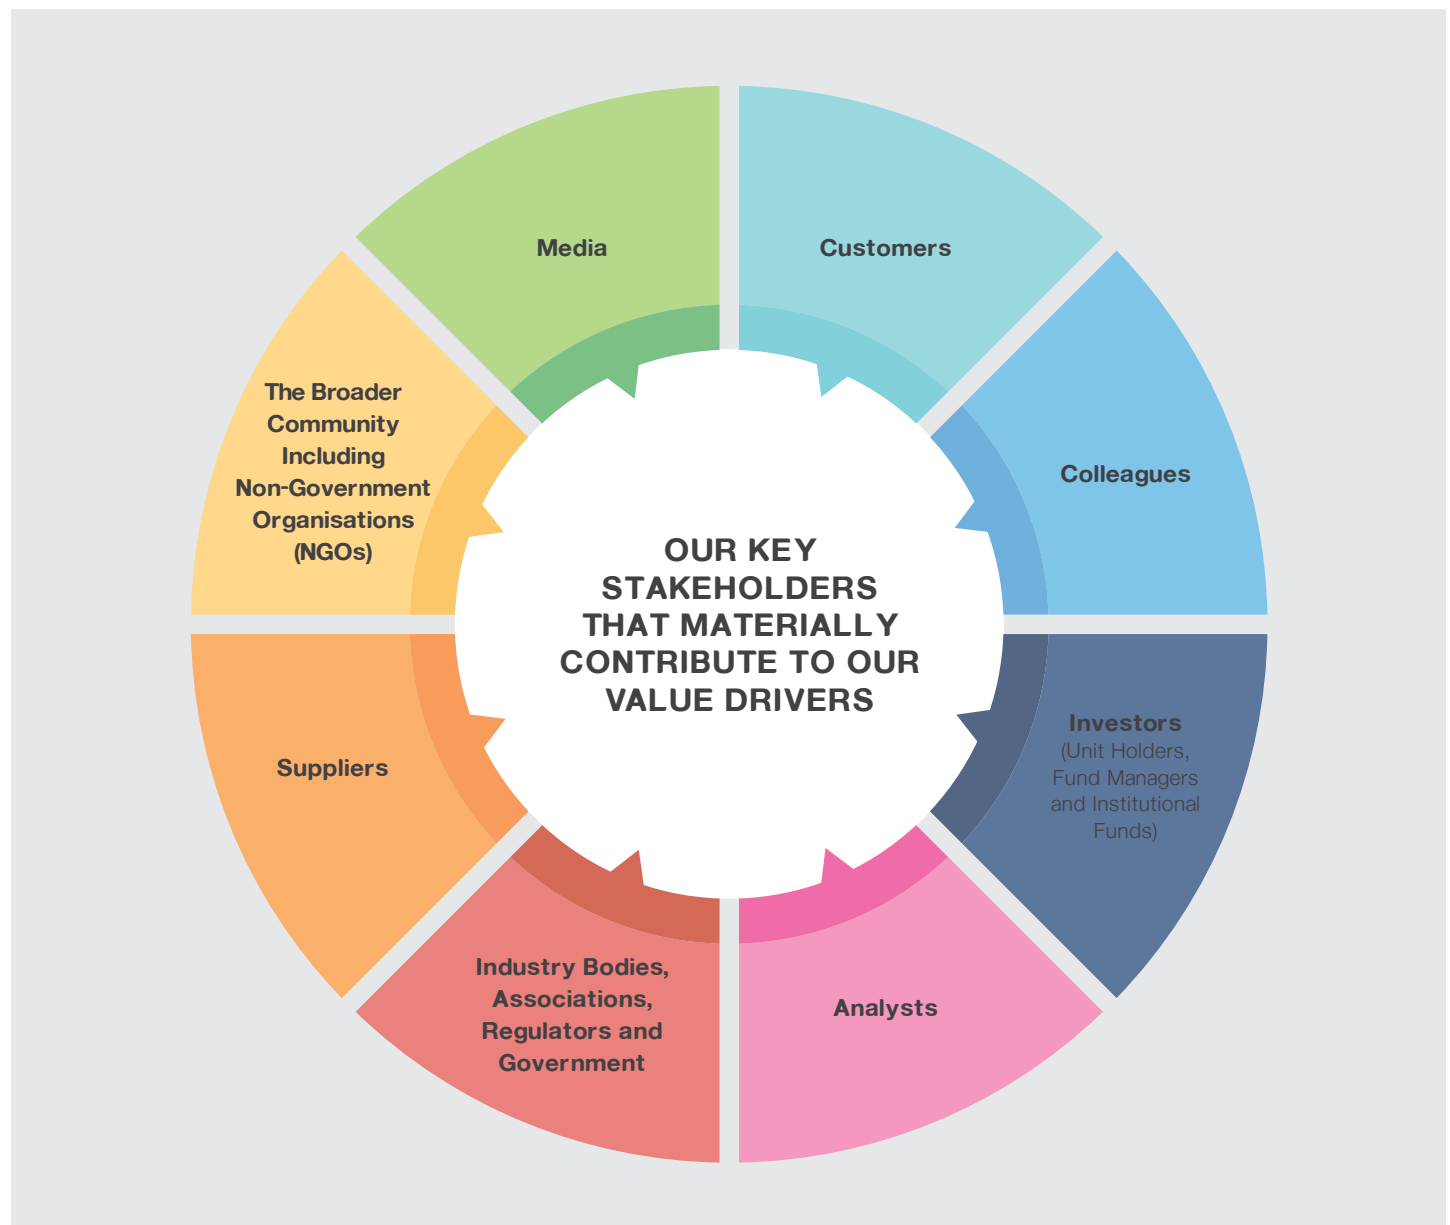 Media
Customers
The Broader
Community
Including
Non-Government
Organisations
(NGOs)
Colleagues
OUR KEY
STAKEHOLDERS
THAT MATERIALLY
CONTRIBUTE TO OUR
VALUE DRIVERS
Suppliers
Investors
(Unit Holders,
Fund Managers
and Institutional
Funds)
Industry Bodies,
Associations,
Regulators and
Government
Analysts